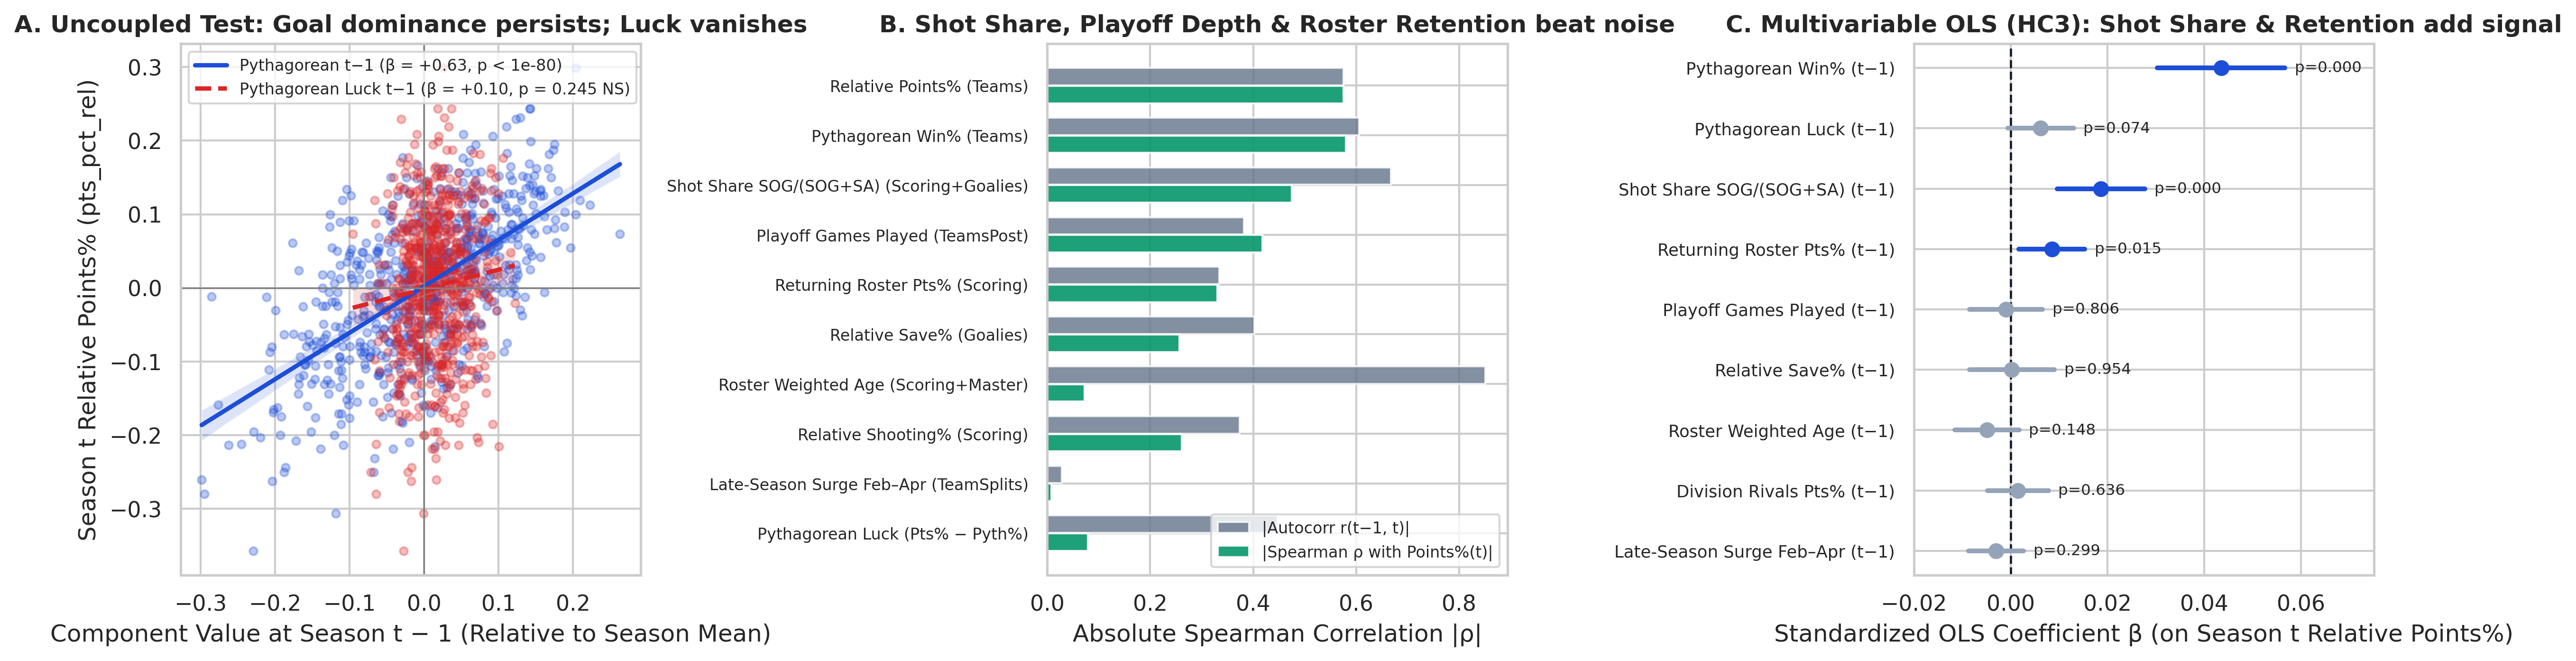 A. Uncoupled Test: Goal dominance persists; Luck vanishes
Pythagorean t−1 (β = +0.63, p < 1e-80)
Pythagorean Luck t−1 (β = +0.10, p = 0.245 NS)
Season t Relative Points% (pts_pct_rel)
0.3
0.2
0.1
0.0
−0.1
−0.2
−0.3
−0.3 −0.2 −0.1 0.0 0.1 0.2
Component Value at Season t − 1 (Relative to Season Mean)
B. Shot Share, Playoff Depth & Roster Retention beat noise
Relative Points% (Teams)
Pythagorean Win% (Teams)
Shot Share SOG/(SOG+SA) (Scoring+Goalies)
Playoff Games Played (TeamsPost)
Returning Roster Pts% (Scoring)
Relative Save% (Goalies)
Roster Weighted Age (Scoring+Master)
Relative Shooting% (Scoring)
Late-Season Surge Feb–Apr (TeamSplits)
Pythagorean Luck (Pts% − Pyth%)
|Autocorr r(t−1, t)|
|Spearman ρ with Points%(t)|
0.0 0.2 0.4 0.6 0.8
Absolute Spearman Correlation |ρ|
C. Multivariable OLS (HC3): Shot Share & Retention add signal
Pythagorean Win% (t−1) p=0.000
Pythagorean Luck (t−1) p=0.074
Shot Share SOG/(SOG+SA) (t−1) p=0.000
Returning Roster Pts% (t−1) p=0.015
Playoff Games Played (t−1) p=0.806
Relative Save% (t−1) p=0.954
Roster Weighted Age (t−1) p=0.148
Division Rivals Pts% (t−1) p=0.636
Late-Season Surge Feb–Apr (t−1) p=0.299
−0.02 0.00 0.02 0.04 0.06
Standardized OLS Coefficient β (on Season t Relative Points%)